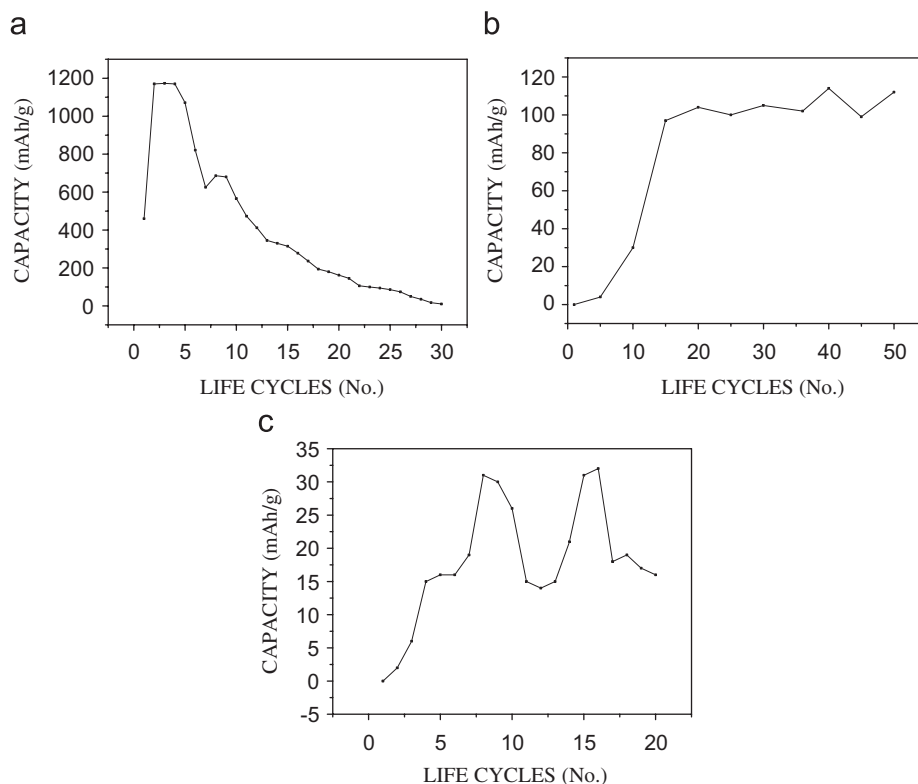 a
1200
1000
800
600
400
200
0
CAPACITY (mAh/g)
0 5 10 15 20 25 30
LIFE CYCLES (No.)
b
120
100
80
60
40
20
0
CAPACITY (mAh/g)
0 10 20 30 40 50
LIFE CYCLES (No.)
c
35
30
25
20
15
10
5
0
-5
CAPACITY (mAh/g)
0 5 10 15 20
LIFE CYCLES (No.)